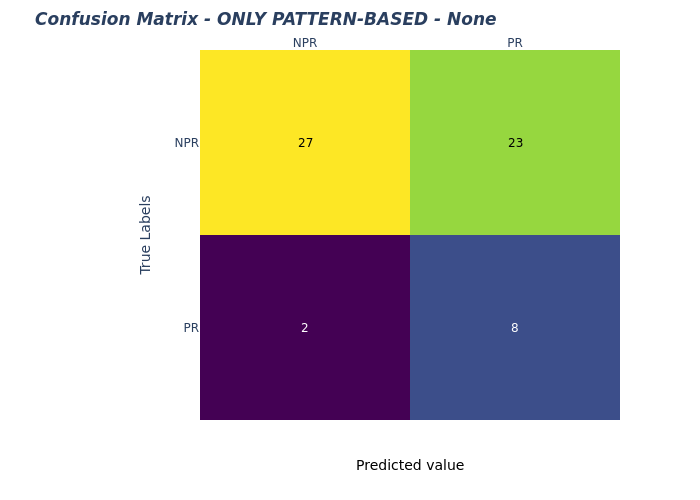 Confusion Matrix - ONLY PATTERN-BASED - None
NPR PR
NPR 27 23
True Labels
PR 2 8
Predicted value